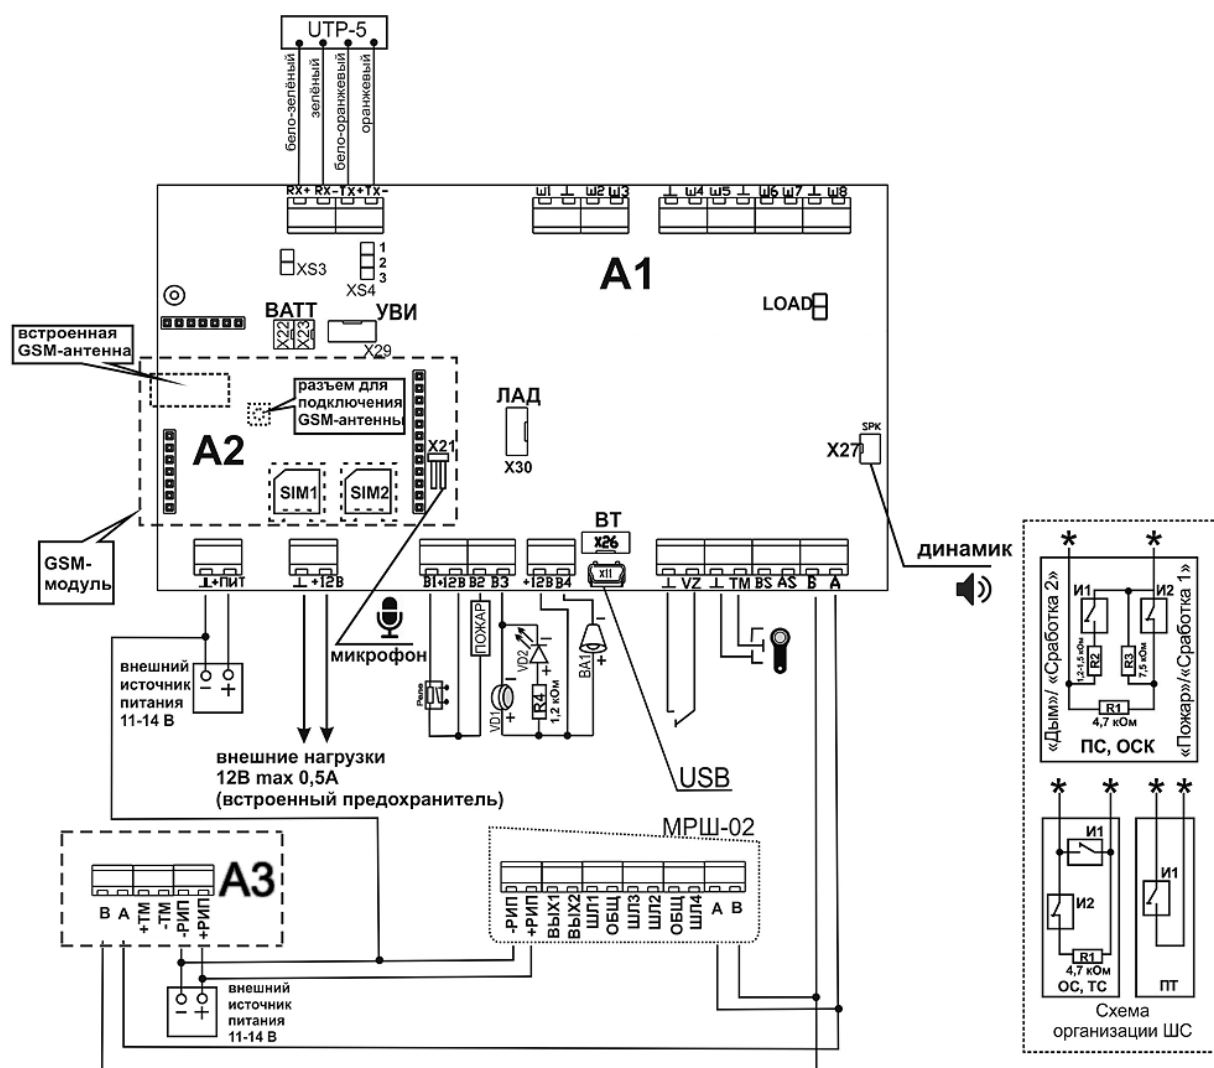 UTP-5
бело-зелёный
зелёный
бело-оранжевый
оранжевый
RX+ RX- TX+ TX-
Ш1 ⊥ Ш2 Ш3
⊥ Ш4 Ш5 ⊥ Ш6 Ш7 ⊥ Ш8
XS3
1
2
3
XS4
A1
LOAD
BATT
X22
X23
УВИ
X29
встроенная
GSM-антенна
разъем для
подключения
GSM-антенны
A2
X21
ЛАД
X30
SPK
X27
SIM1
SIM2
GSM-
модуль
BT
X26
X11
динамик
⊥ +ПИТ
⊥ +12В
В1 +12В В2 В3
+12В В4
⊥ VZ ⊥ TM BS AS B A
микрофон
внешний
источник
питания
11-14 В
− +
Реле
ПОЖАР
VD1
+
VD2
+
R4
1,2 кОм
BA1
+
внешние нагрузки
12В max 0,5А
(встроенный предохранитель)
USB
МРШ-02
A3
B
A
+ТМ
-ТМ
-РИП
+РИП
-РИП
+РИП
ВЫХ1
ВЫХ2
ШЛ1
ОБЩ
ШЛ3
ШЛ2
ОБЩ
ШЛ4
A
B
− +
внешний
источник
питания
11-14 В
* *
«Дым»/ «Сработка 2»
И1
И2
R2
1,2-1,5 кОм
R3
7,5 кОм
R1
4,7 кОм
ПС, ОСК
«Пожар»/«Сработка 1»
* *
И1
И2
R1
4,7 кОм
ОС, ТС
* *
И1
ПТ
Схема
организации ШС